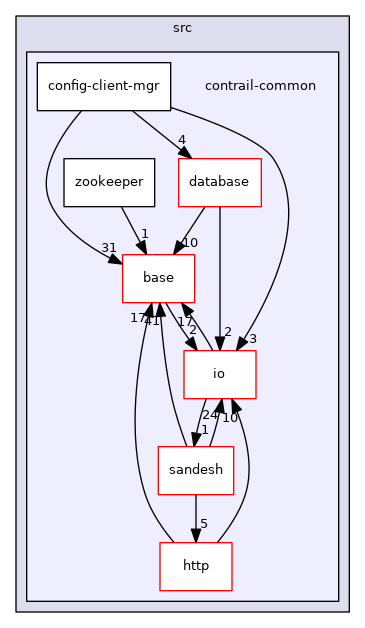 src
config-client-mgr
contrail-common
4
zookeeper
database
31
1
10
base
17
41
17
2
2
3
io
24
1
10
sandesh
5
http